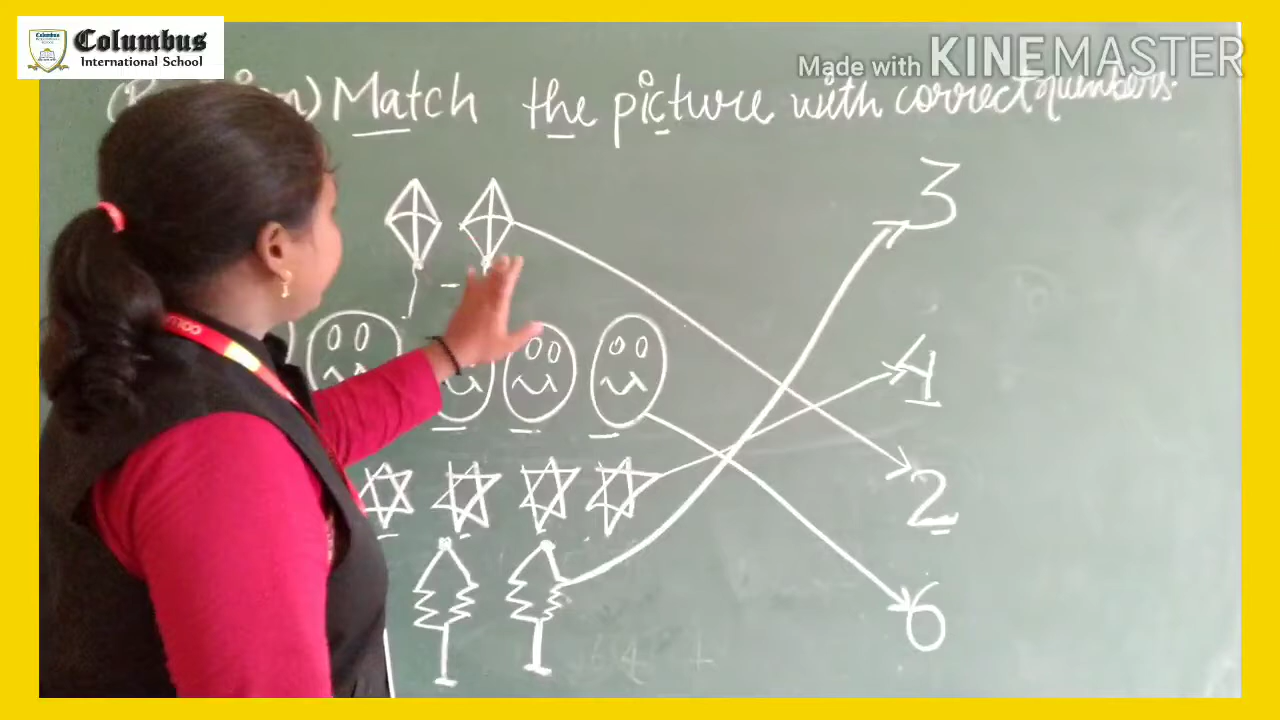 Columbus
International School
Made with KINEMASTER
Match the picture with correct numbers.
3
4
2
6